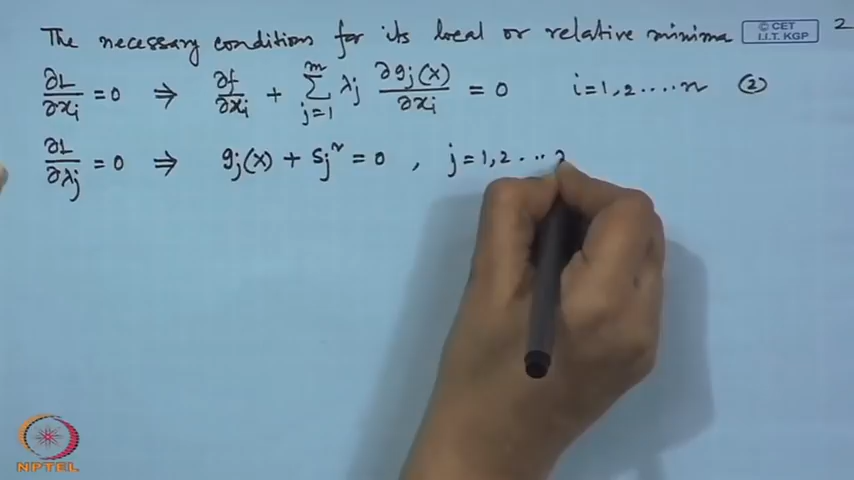 The necessary conditions for its local or relative minima
© CET
I.I.T. KGP
2
∂L/∂xi = 0 ⇒ ∂f/∂xi + Σ_{j=1}^{m} λj ∂gj(X)/∂xi = 0 i=1,2....n ②
∂L/∂λj = 0 ⇒ gj(X) + Sj² = 0 , j=1,2...
NPTEL